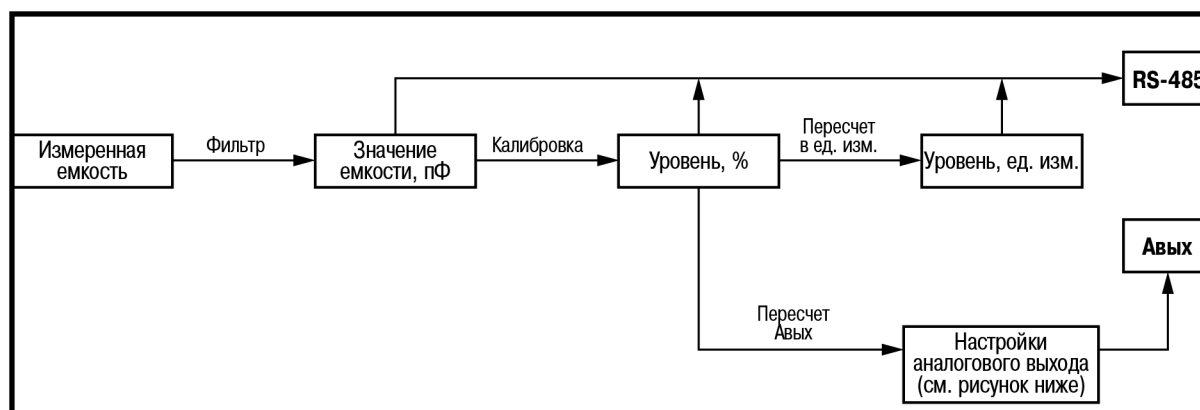 RS-485
Фильтр
Калибровка
Пересчет
в ед. изм.
Измеренная
емкость
Значение
емкости, пФ
Уровень, %
Уровень, ед. изм.
Авых
Пересчет
Авых
Настройки
аналогового выхода
(см. рисунок ниже)